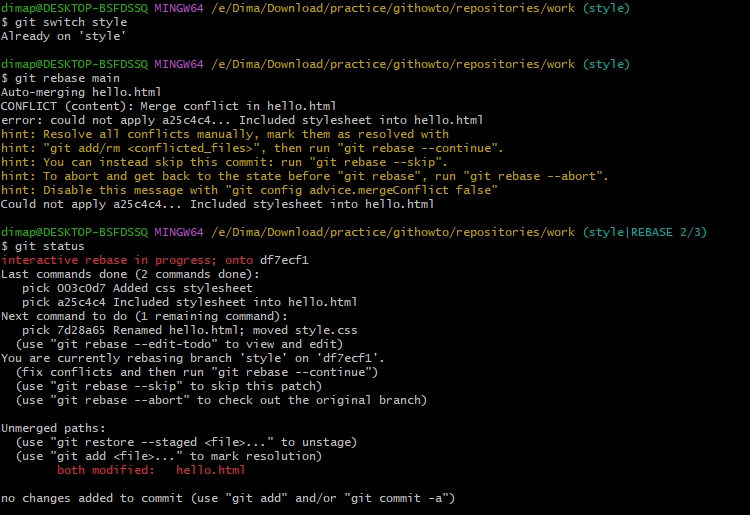 dimap@DESKTOP-BSFDSSQ MINGW64 /e/Dima/Download/practice/githowto/repositories/work (style)
$ git switch style
Already on 'style'

dimap@DESKTOP-BSFDSSQ MINGW64 /e/Dima/Download/practice/githowto/repositories/work (style)
$ git rebase main
Auto-merging hello.html
CONFLICT (content): Merge conflict in hello.html
error: could not apply a25c4c4... Included stylesheet into hello.html
hint: Resolve all conflicts manually, mark them as resolved with
hint: "git add/rm <conflicted_files>", then run "git rebase --continue".
hint: You can instead skip this commit: run "git rebase --skip".
hint: To abort and get back to the state before "git rebase", run "git rebase --abort".
hint: Disable this message with "git config advice.mergeConflict false"
Could not apply a25c4c4... Included stylesheet into hello.html

dimap@DESKTOP-BSFDSSQ MINGW64 /e/Dima/Download/practice/githowto/repositories/work (style|REBASE 2/3)
$ git status
interactive rebase in progress; onto df7ecf1
Last commands done (2 commands done):
   pick 003c0d7 Added css stylesheet
   pick a25c4c4 Included stylesheet into hello.html
Next command to do (1 remaining command):
   pick 7d28a65 Renamed hello.html; moved style.css
  (use "git rebase --edit-todo" to view and edit)
You are currently rebasing branch 'style' on 'df7ecf1'.
  (fix conflicts and then run "git rebase --continue")
  (use "git rebase --skip" to skip this patch)
  (use "git rebase --abort" to check out the original branch)

Unmerged paths:
  (use "git restore --staged <file>..." to unstage)
  (use "git add <file>..." to mark resolution)
        both modified:   hello.html

no changes added to commit (use "git add" and/or "git commit -a")